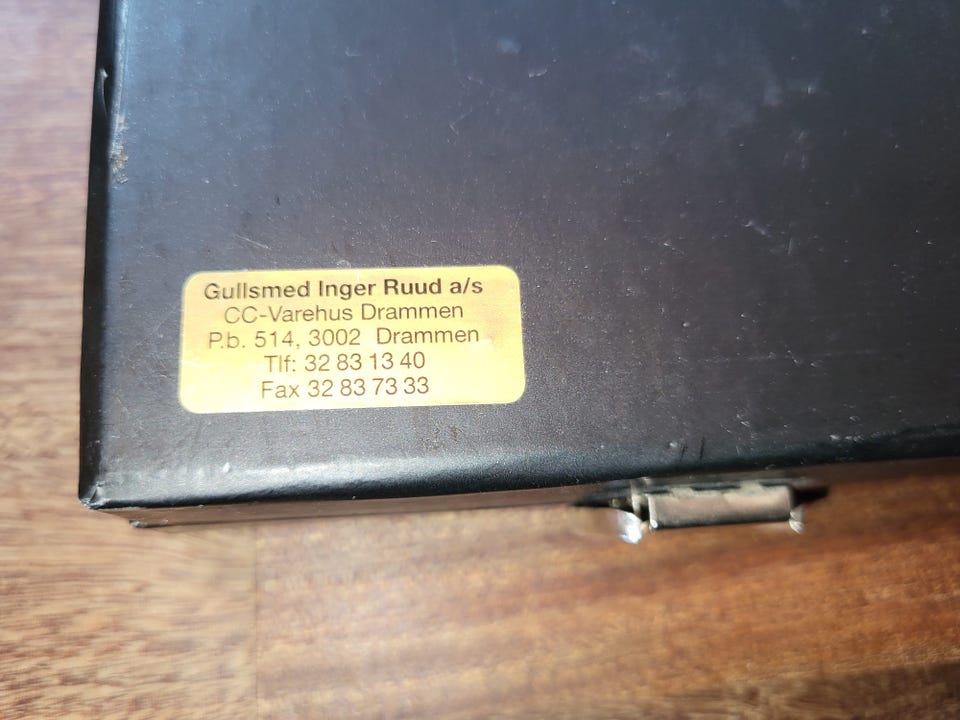 Gullsmed Inger Ruud a/s
CC-Varehus Drammen
P.b. 514, 3002 Drammen
Tlf: 32 83 13 40
Fax 32 83 73 33